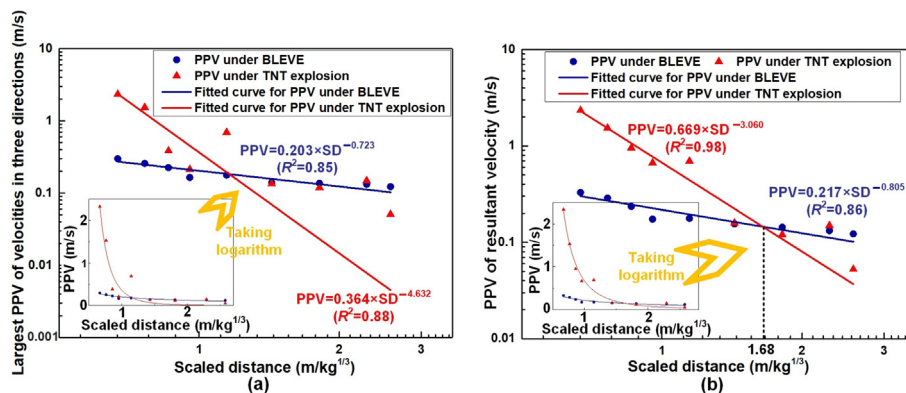 Largest PPV of velocities in three directions (m/s)
10
1
0.1
0.01
0.001
PPV under BLEVE
PPV under TNT explosion
Fitted curve for PPV under BLEVE
Fitted curve for PPV under TNT explosion
PPV=0.203×SD^−0.723
(R²=0.85)
Taking
logarithm
PPV=0.364×SD^−4.632
(R²=0.88)
PPV (m/s)
2
1
0
1
2
Scaled distance (m/kg^1/3)
1
2
3
Scaled distance (m/kg^1/3)
(a)
PPV of resultant velocity (m/s)
10
1
0.1
0.01
PPV under BLEVE
PPV under TNT explosion
Fitted curve for PPV under BLEVE
Fitted curve for PPV under TNT explosion
PPV=0.669×SD^−3.060
(R²=0.98)
PPV=0.217×SD^−0.805
(R²=0.86)
Taking
logarithm
PPV (m/s)
2
1
0
1
2
Scaled distance (m/kg^1/3)
1
1.68
2
3
Scaled distance (m/kg^1/3)
(b)